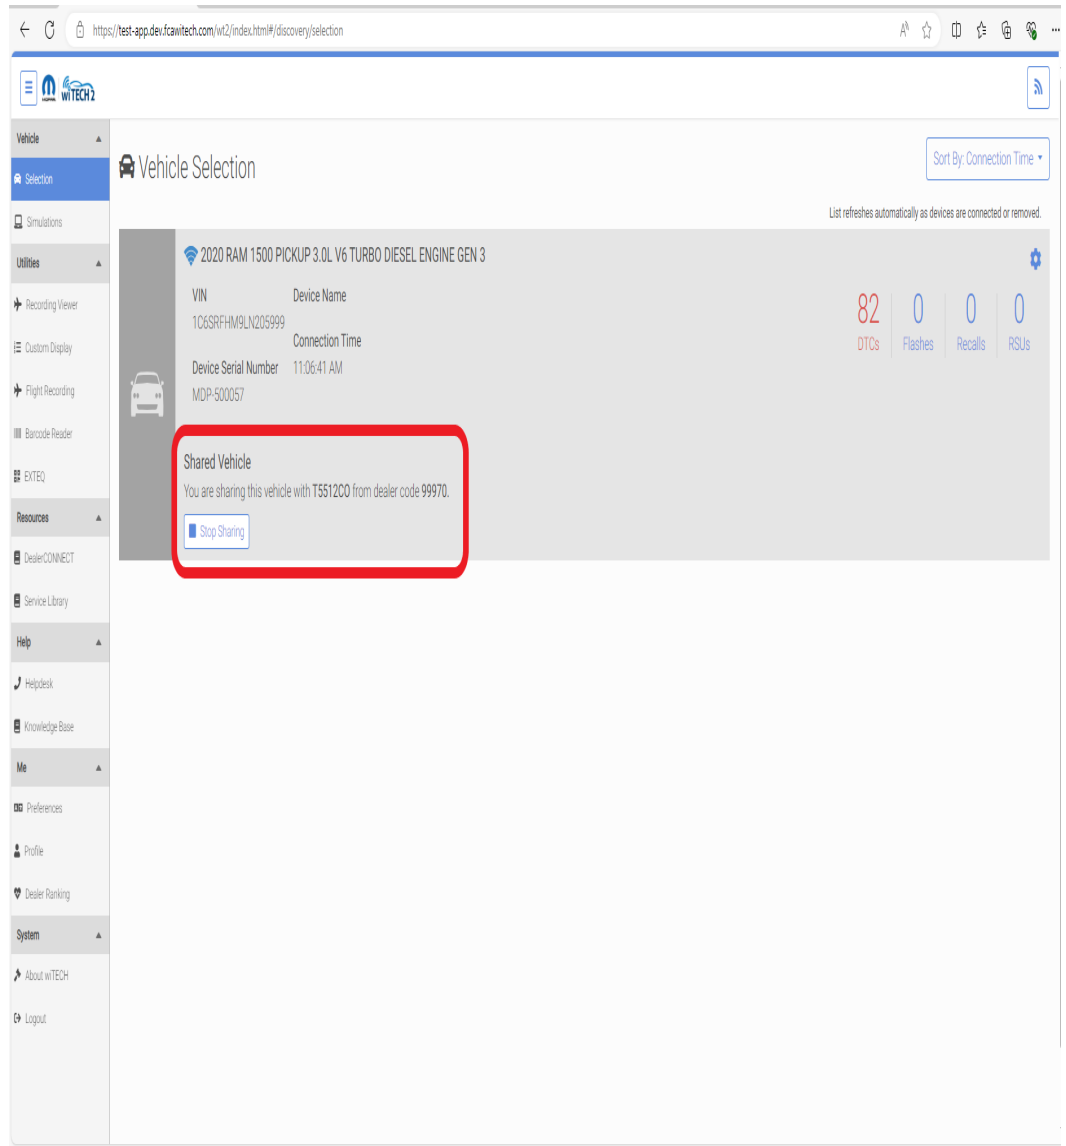 https://test-app.dev.fcawitech.com/wt2/index.html#/discovery/selection
wiTECH 2
Vehicle
Selection
Simulations
Utilities
Recording Viewer
Custom Display
Flight Recording
Barcode Reader
EXTEQ
Resources
DealerCONNECT
Service Library
Help
Helpdesk
Knowledge Base
Me
Preferences
Profile
Dealer Ranking
System
About wiTECH
Logout
Vehicle Selection
Sort By: Connection Time
List refreshes automatically as devices are connected or removed.
2020 RAM 1500 PICKUP 3.0L V6 TURBO DIESEL ENGINE GEN 3
VIN
1C6SRFHM9LN205999
Device Serial Number
MDP-500057
Device Name
Connection Time
11:06:41 AM
82
DTCs
0
Flashes
0
Recalls
0
RSUs
Shared Vehicle
You are sharing this vehicle with T5512CO from dealer code 99970.
Stop Sharing